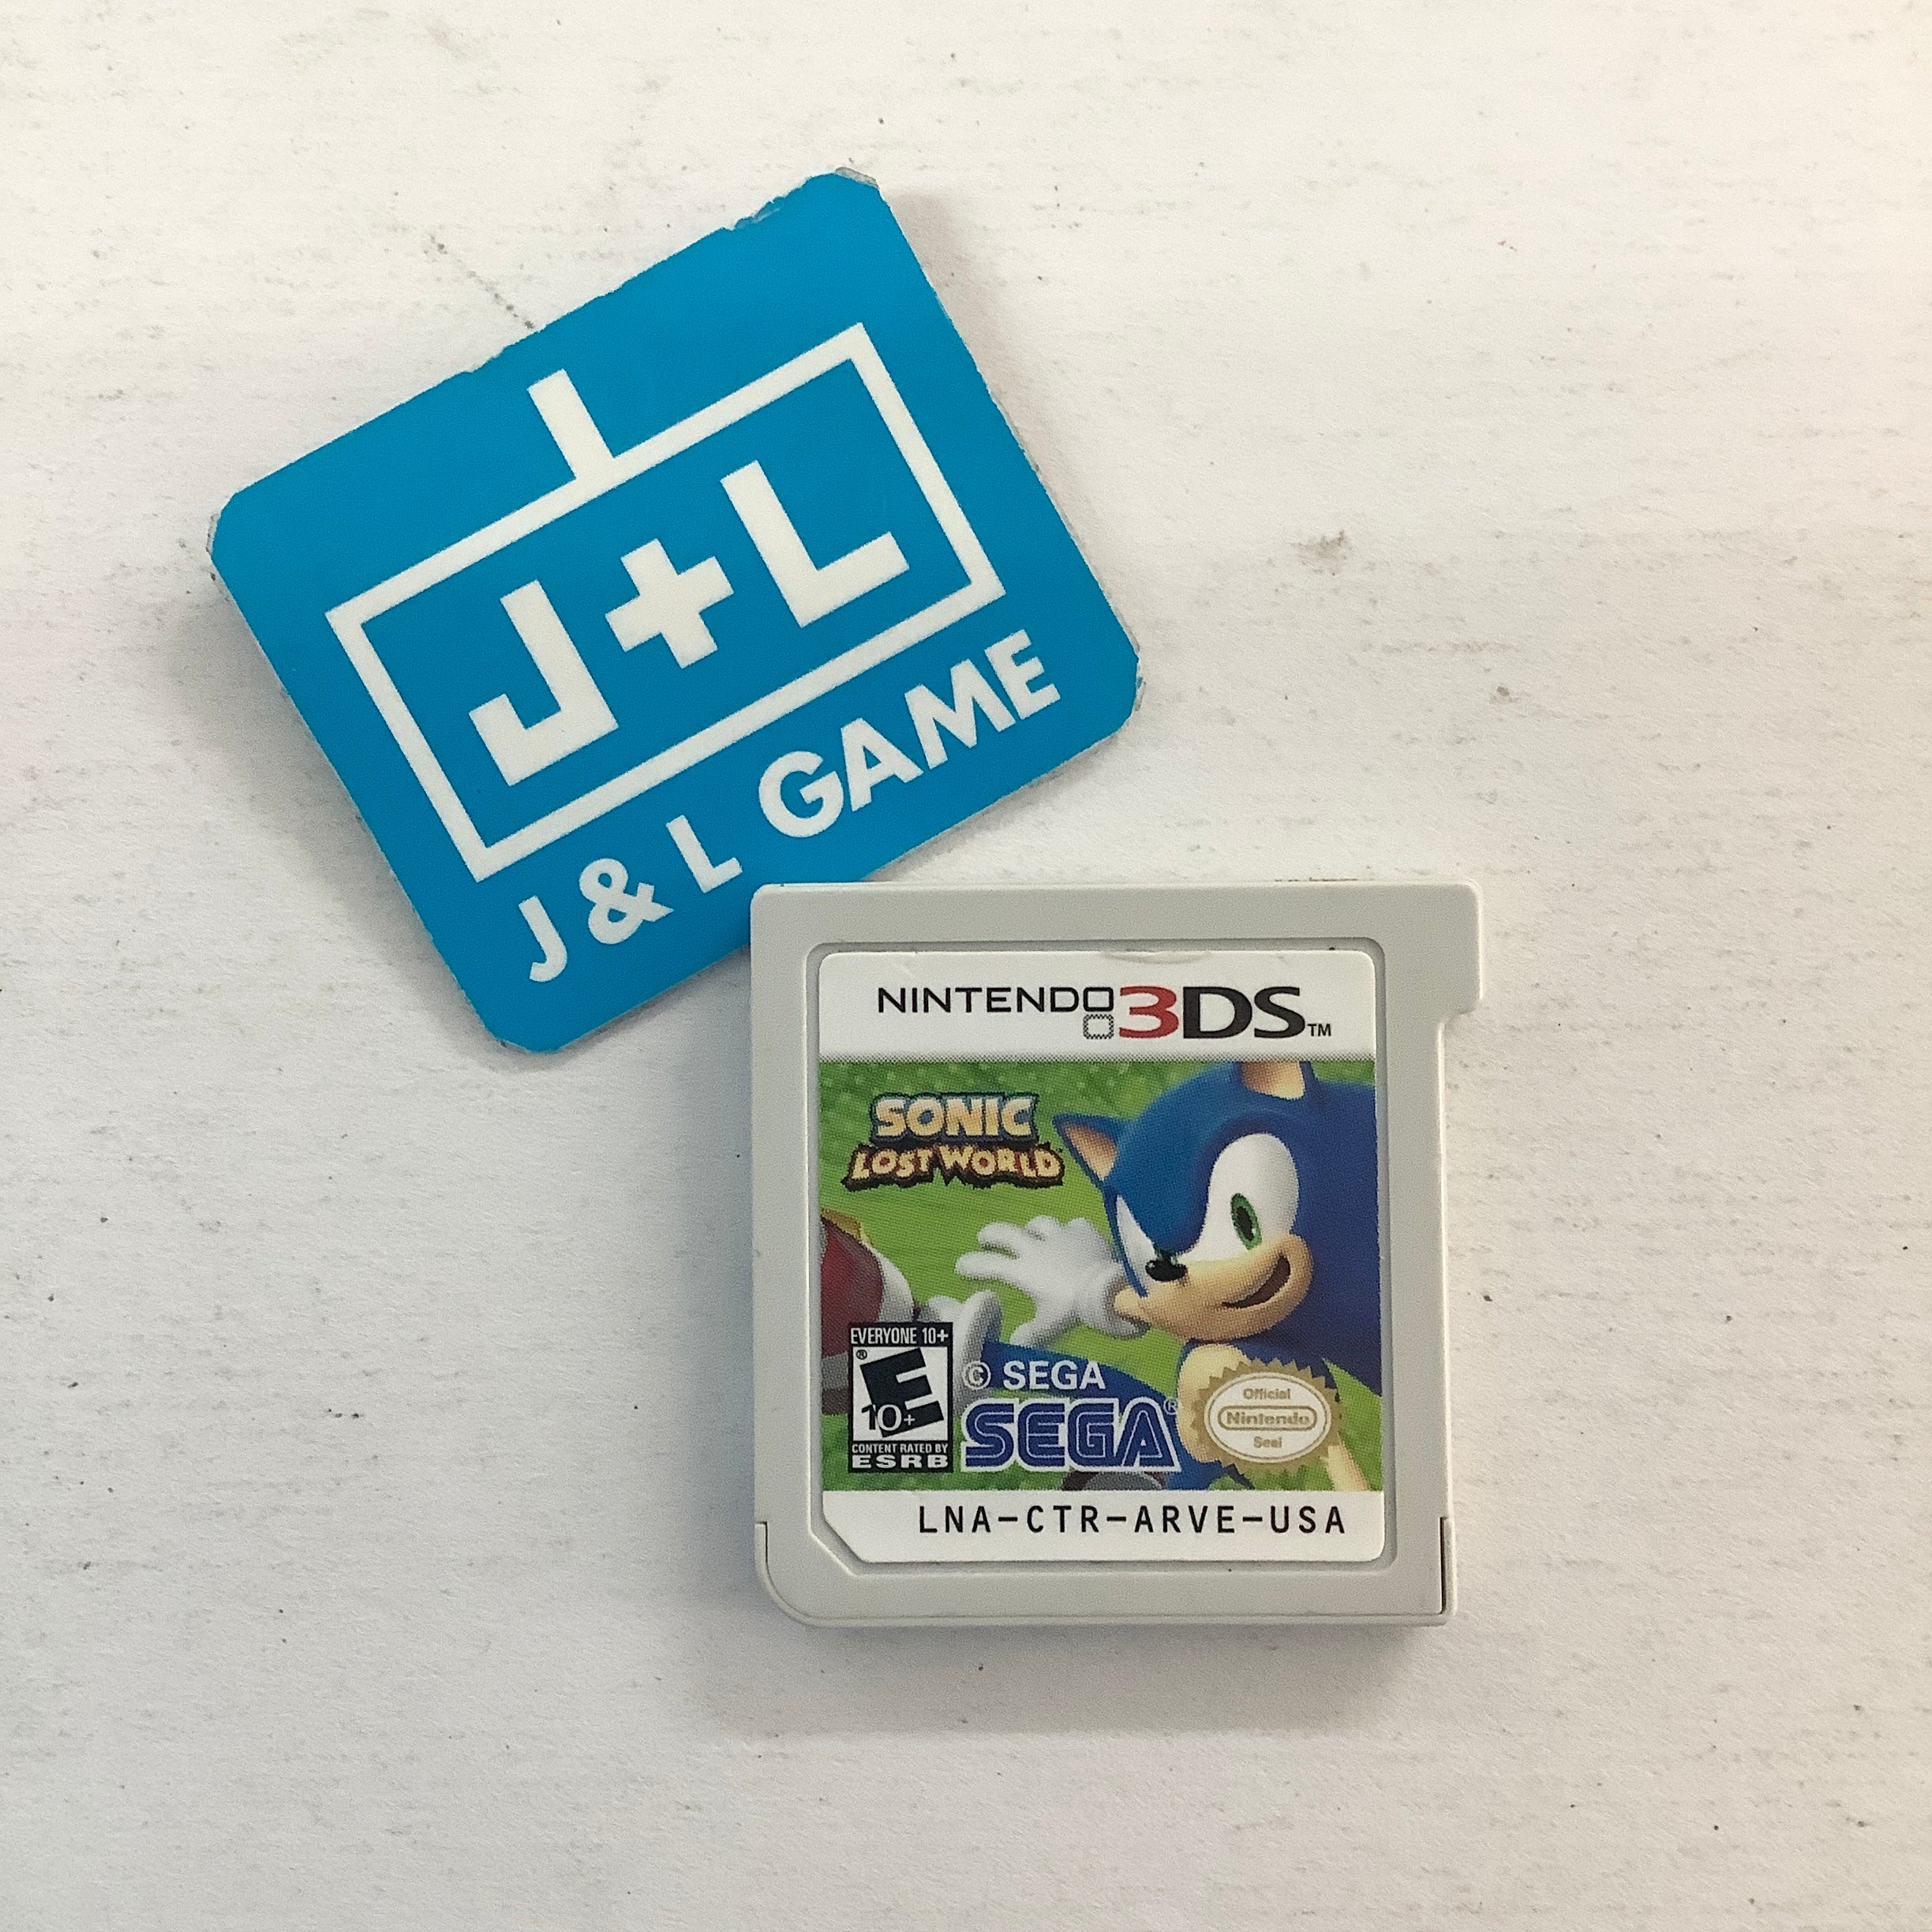 J+L
J & L GAME
NINTENDO 3DS™
SONIC
LOST WORLD
EVERYONE 10+
E
10+
®
CONTENT RATED BY
ESRB
© SEGA
SEGA®
Official
Nintendo
Seal
LNA-CTR-ARVE-USA